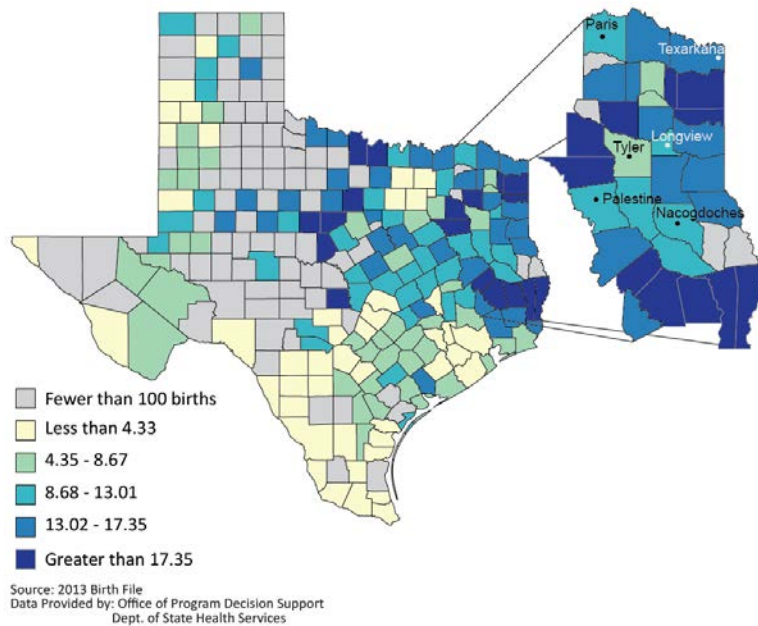 Paris
Texarkana
Longview
Tyler
Palestine
Nacogdoches
Fewer than 100 births
Less than 4.33
4.35 - 8.67
8.68 - 13.01
13.02 - 17.35
Greater than 17.35
Source: 2013 Birth File
Data Provided by: Office of Program Decision Support
Dept. of State Health Services